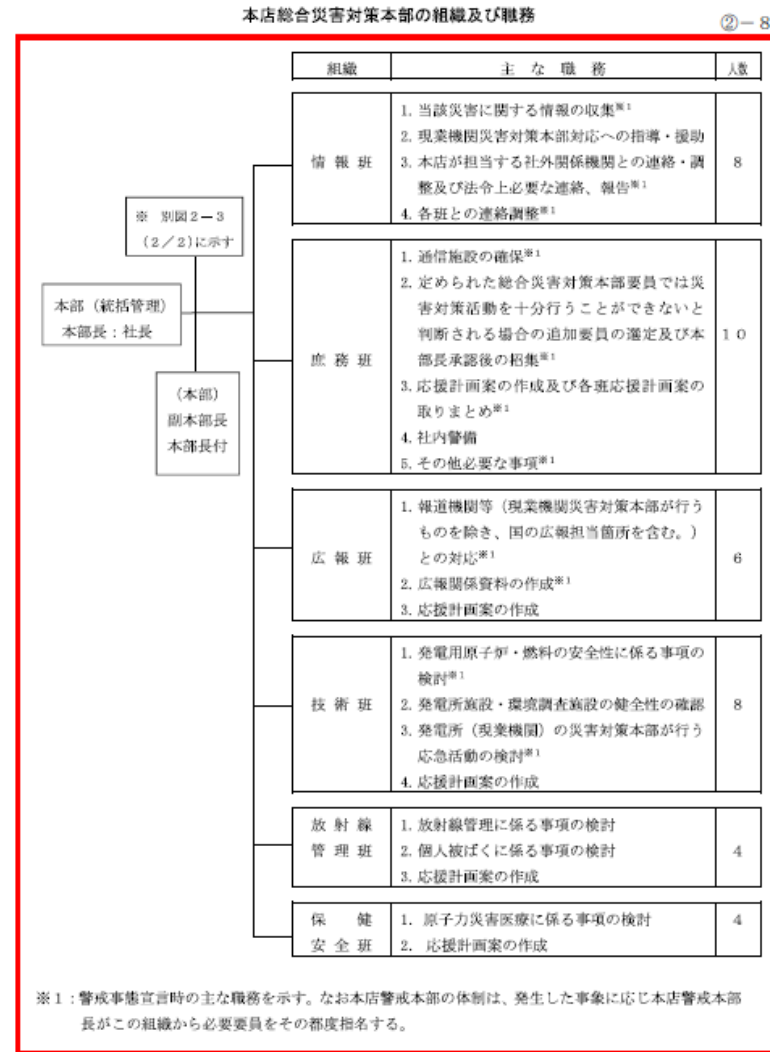 本店総合災害対策本部の組織及び職務
②－8
組織 主な職務 人数
※ 別図2－3
(2／2)に示す
本部（統括管理）
本部長：社長
(本部)
副本部長
本部長付
情報班
1. 当該災害に関する情報の収集※1
2. 現業機関災害対策本部対応への指導・援助
3. 本店が担当する社外関係機関との連絡・調
整及び法令上必要な連絡、報告※1
4. 各班との連絡調整※1
8
庶務班
1. 通信施設の確保※1
2. 定められた総合災害対策本部要員では災
害対策活動を十分行うことができないと
判断される場合の追加要員の選定及び本
部長承認後の招集※1
3. 応援計画案の作成及び各班応援計画案の
取りまとめ※1
4. 社内警備
5. その他必要な事項※1
10
広報班
1. 報道機関等（現業機関災害対策本部が行う
ものを除き、国の広報担当箇所を含む。）
との対応※1
2. 広報関係資料の作成※1
3. 応援計画案の作成
6
技術班
1. 発電用原子炉・燃料の安全性に係る事項の
検討※1
2. 発電所施設・環境調査施設の健全性の確認
3. 発電所（現業機関）の災害対策本部が行う
応急活動の検討※1
4. 応援計画案の作成
8
放射線
管理班
1. 放射線管理に係る事項の検討
2. 個人被ばくに係る事項の検討
3. 応援計画案の作成
4
保健
安全班
1. 原子力災害医療に係る事項の検討
2. 応援計画案の作成
4
※1：警戒事態宣言時の主な職務を示す。なお本店警戒本部の体制は、発生した事象に応じ本店警戒本部
長がこの組織から必要要員をその都度指名する。